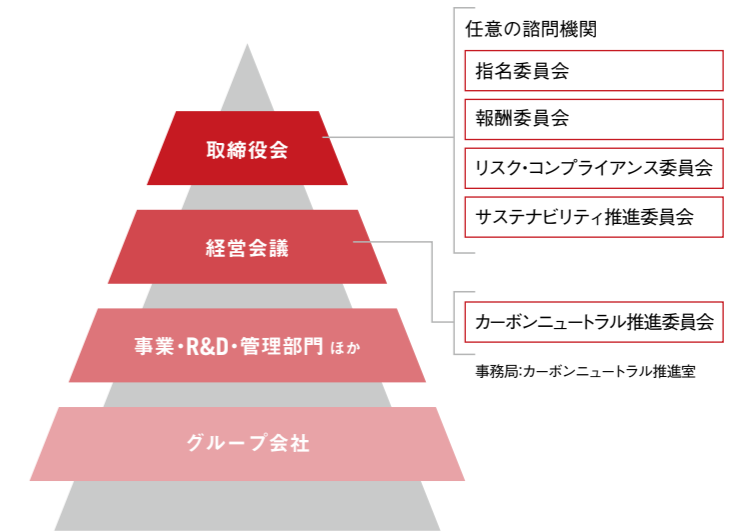 任意の諮問機関
指名委員会
報酬委員会
リスク・コンプライアンス委員会
サステナビリティ推進委員会
取締役会
経営会議
カーボンニュートラル推進委員会
事務局:カーボンニュートラル推進室
事業・R&D・管理部門 ほか
グループ会社